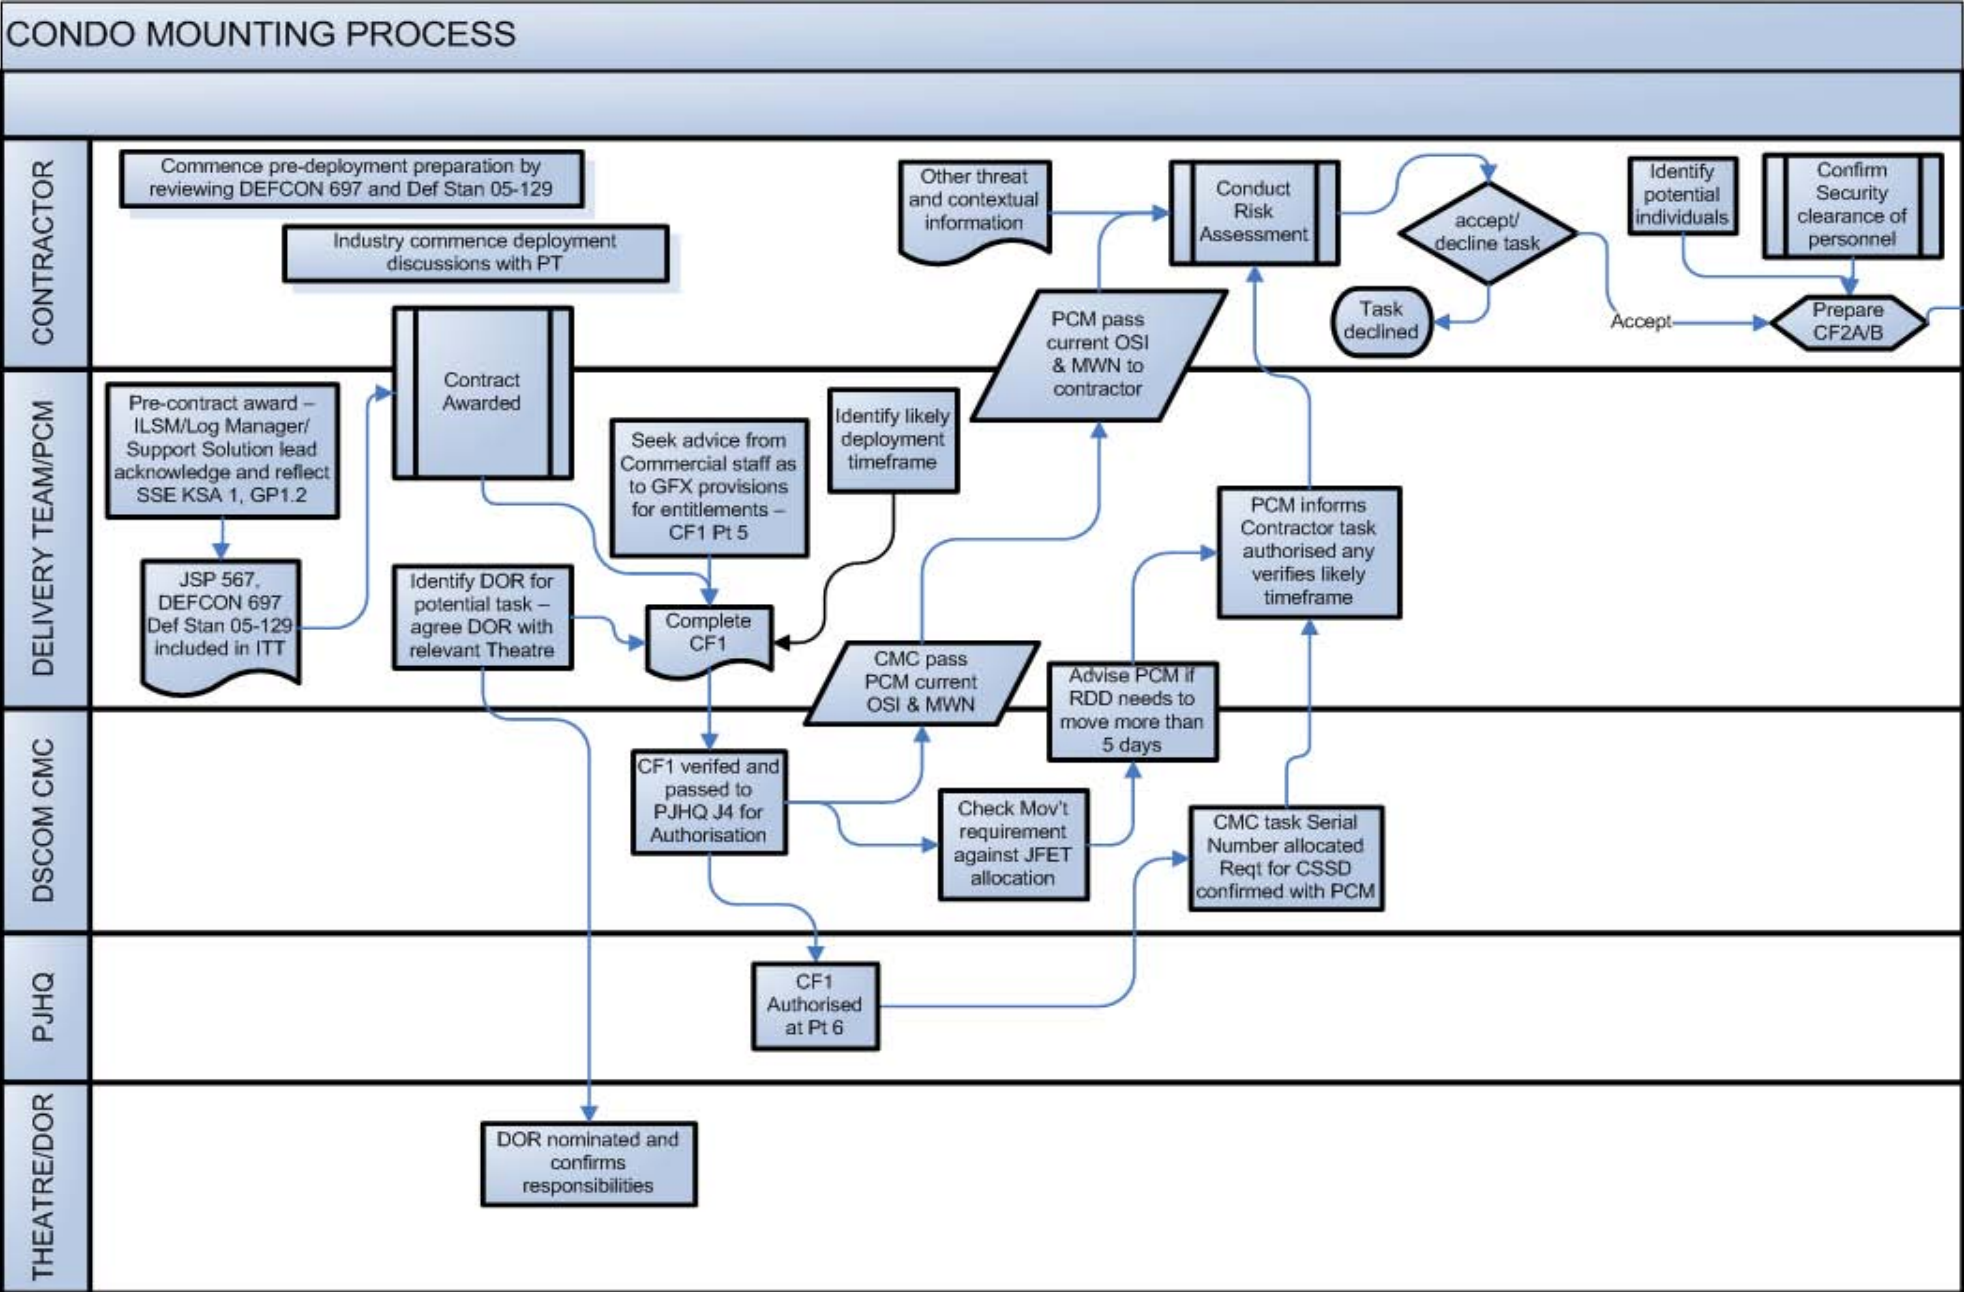 CONDO MOUNTING PROCESS
CONTRACTOR
Commence pre-deployment preparation by
reviewing DEFCON 697 and Def Stan 05-129
Industry commence deployment
discussions with PT
Other threat
and contextual
information
Conduct
Risk
Assessment
accept/
decline task
Task
declined
Accept
Identify
potential
individuals
Confirm
Security
clearance of
personnel
Prepare
CF2A/B
PCM pass
current OSI
& MWN to
contractor
DELIVERY TEAM/PCM
Pre-contract award –
ILSM/Log Manager/
Support Solution lead
acknowledge and reflect
SSE KSA 1, GP1.2
JSP 567,
DEFCON 697
Def Stan 05-129
included in ITT
Contract
Awarded
Identify DOR for
potential task –
agree DOR with
relevant Theatre
Seek advice from
Commercial staff as
to GFX provisions
for entitlements –
CF1 Pt 5
Identify likely
deployment
timeframe
Complete
CF1
CMC pass
PCM current
OSI & MWN
Advise PCM if
RDD needs to
move more than
5 days
PCM informs
Contractor task
authorised any
verifies likely
timeframe
DSCOM CMC
CF1 verifed and
passed to
PJHQ J4 for
Authorisation
Check Mov't
requirement
against JFET
allocation
CMC task Serial
Number allocated
Reqt for CSSD
confirmed with PCM
PJHQ
CF1
Authorised
at Pt 6
THEATRE/DOR
DOR nominated and
confirms
responsibilities